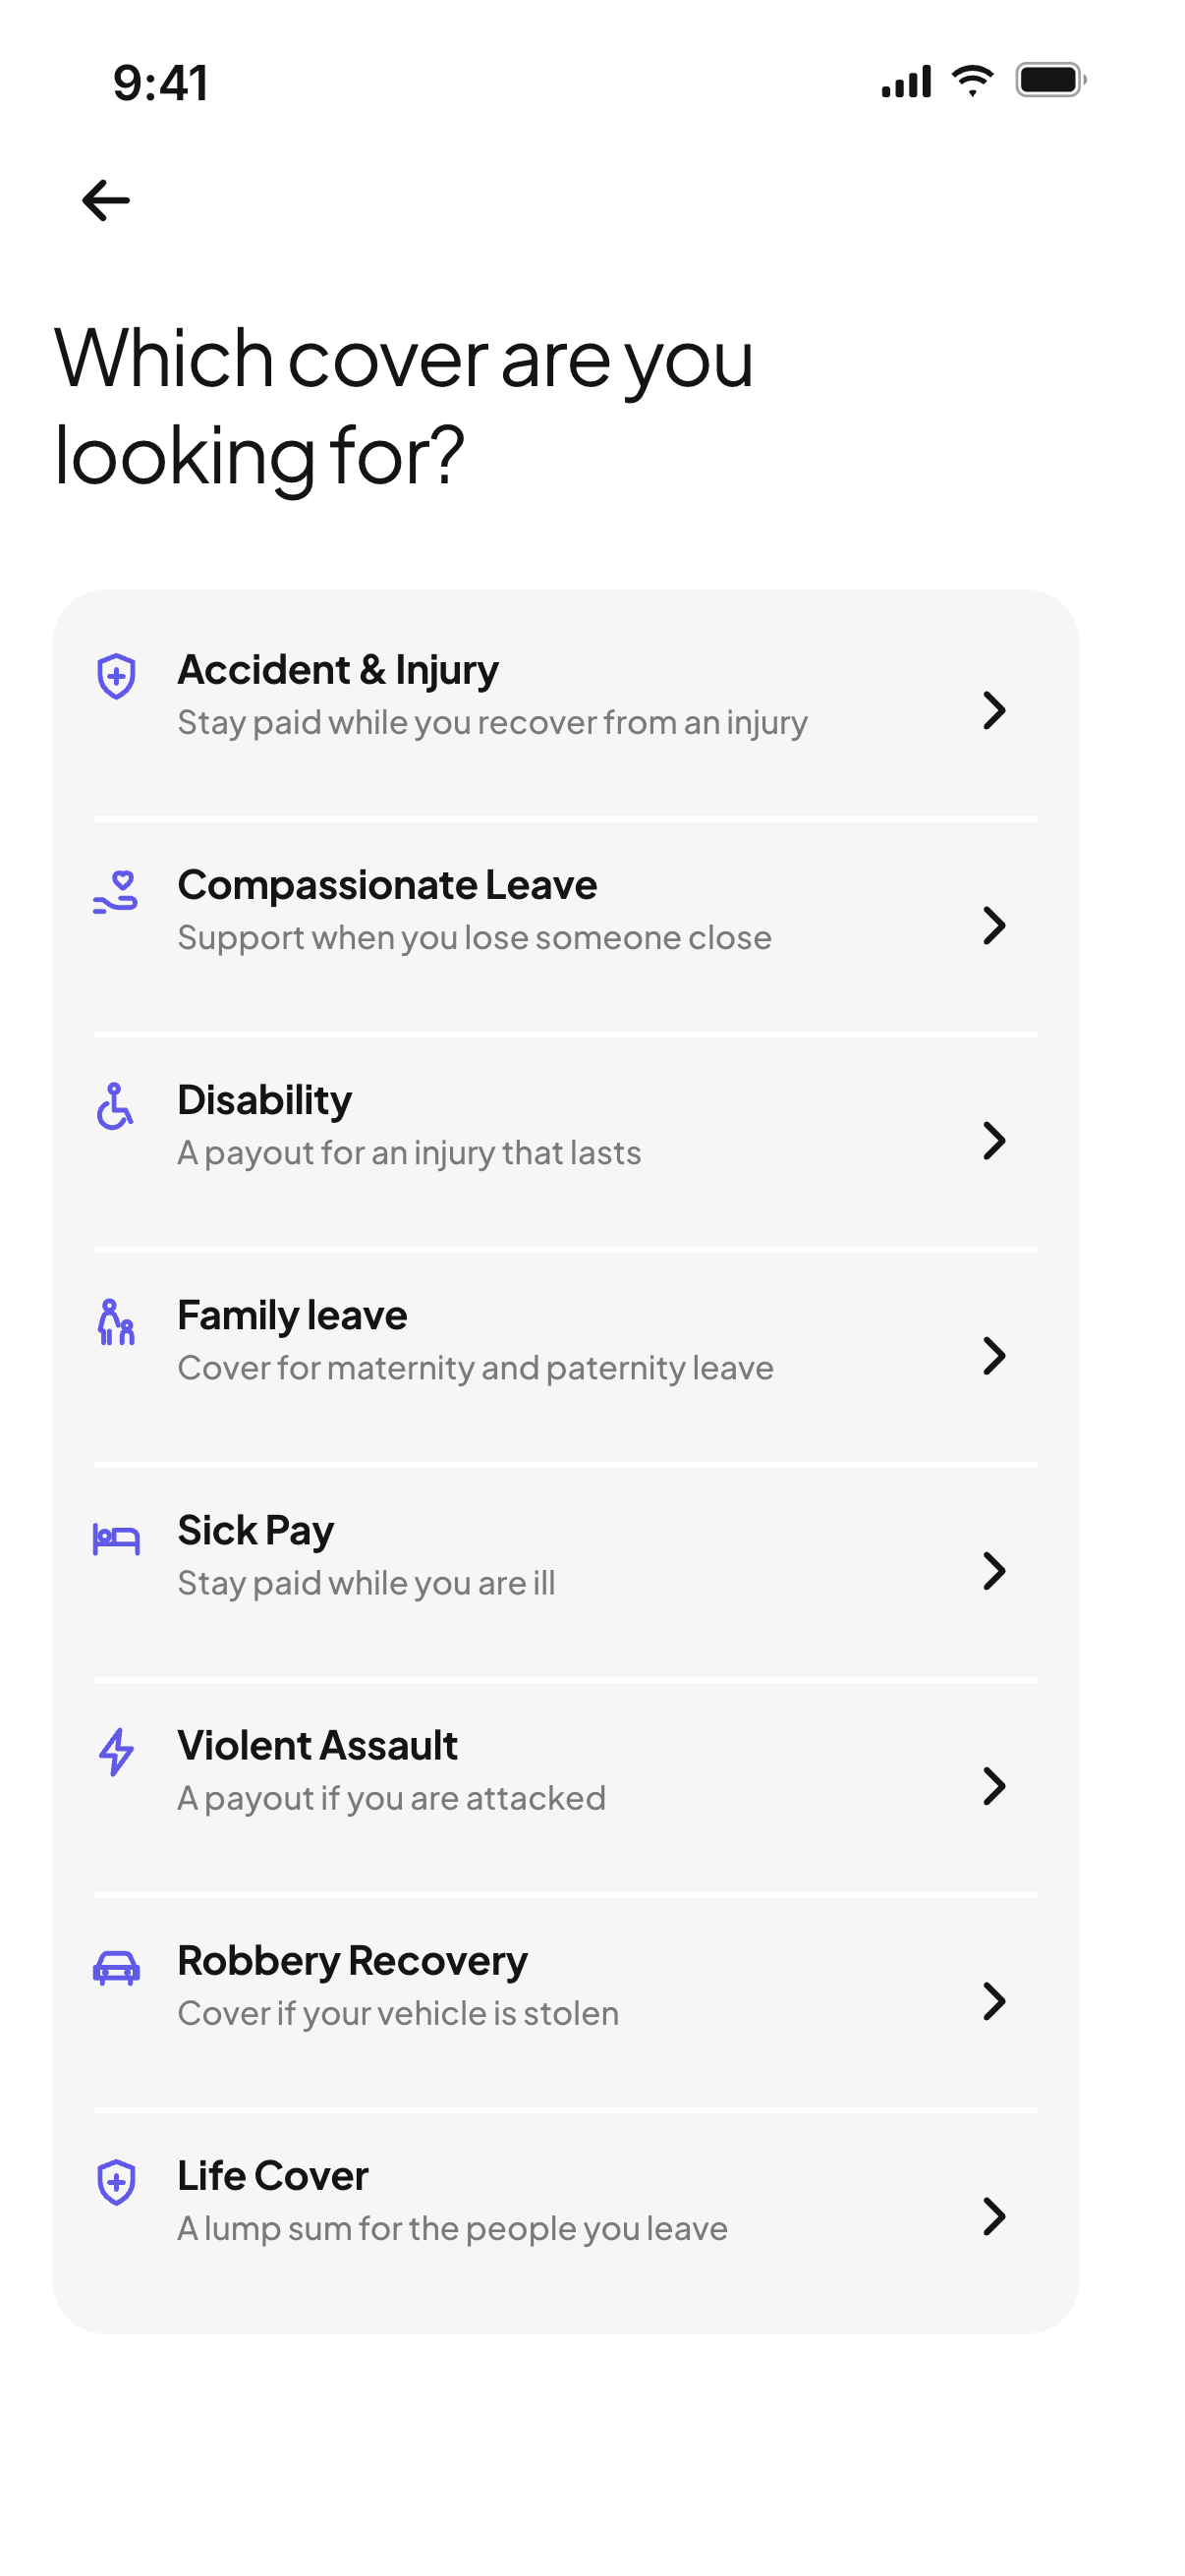 9:41
Which cover are you
looking for?
Accident & Injury
Stay paid while you recover from an injury
Compassionate Leave
Support when you lose someone close
Disability
A payout for an injury that lasts
Family leave
Cover for maternity and paternity leave
Sick Pay
Stay paid while you are ill
Violent Assault
A payout if you are attacked
Robbery Recovery
Cover if your vehicle is stolen
Life Cover
A lump sum for the people you leave